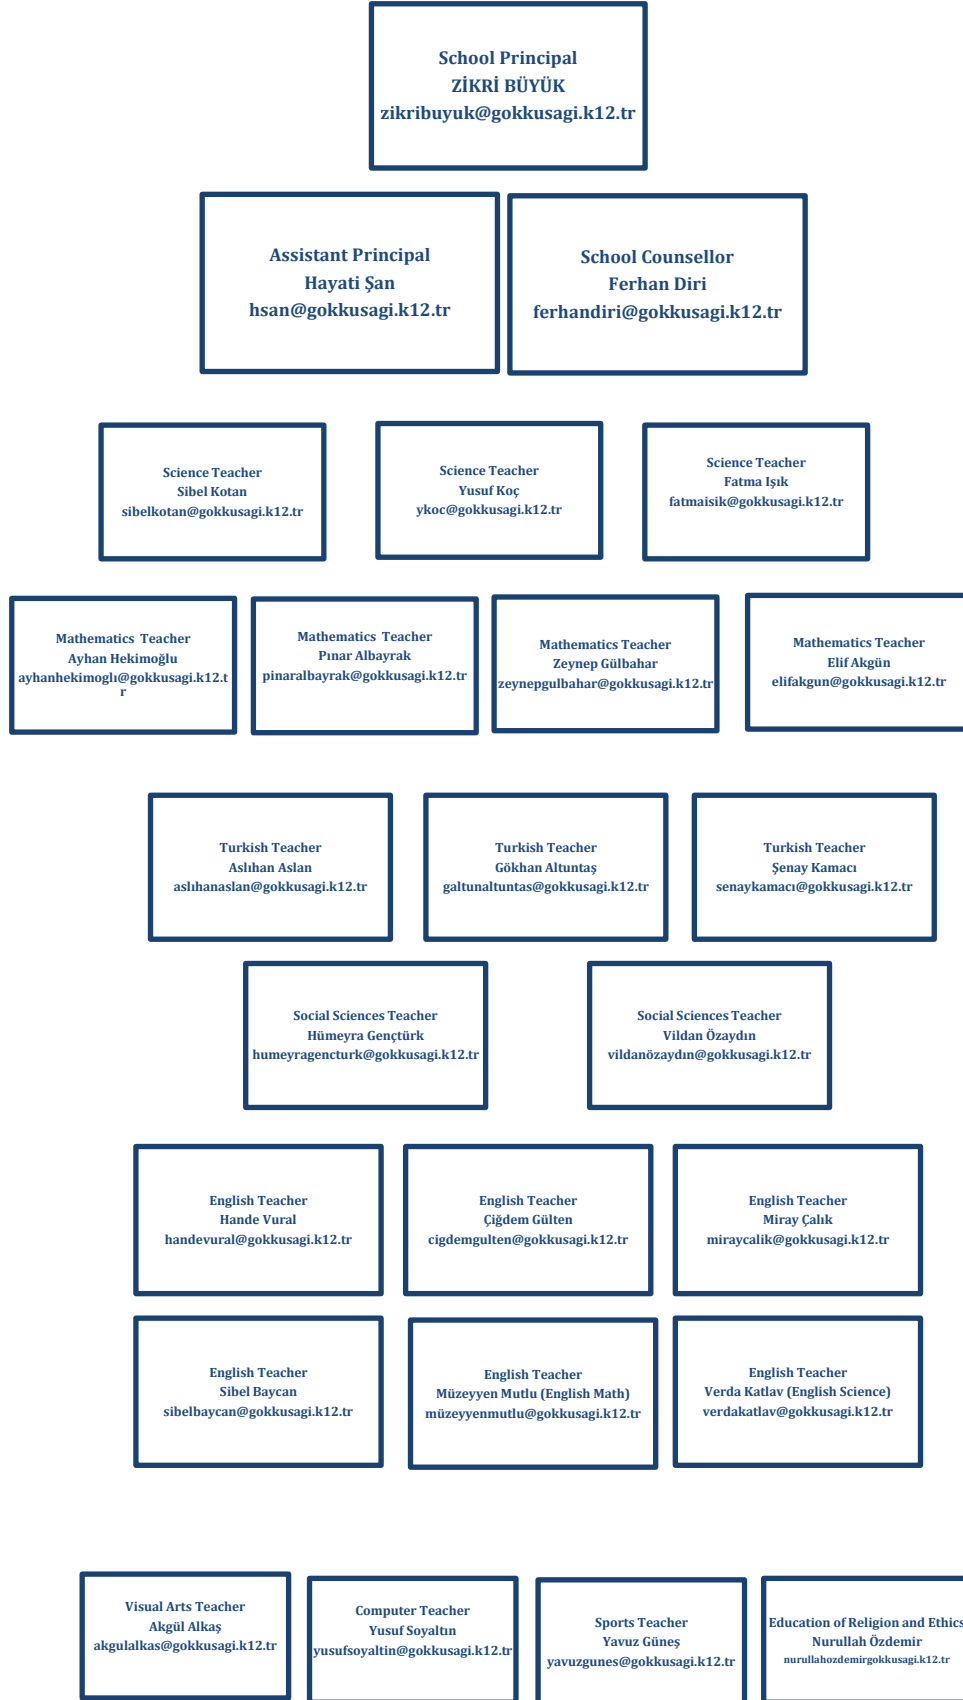 School Principal
ZİKRİ BÜYÜK
zikribuyuk@gokkusagi.k12.tr
Assistant Principal
Hayati Şan
hsan@gokkusagi.k12.tr
School Counsellor
Ferhan Diri
ferhandiri@gokkusagi.k12.tr
Science Teacher
Sibel Kotan
sibelkotan@gokkusagi.k12.tr
Science Teacher
Yusuf Koç
ykoc@gokkusagi.k12.tr
Science Teacher
Fatma Işık
fatmaisik@gokkusagi.k12.tr
Mathematics Teacher
Ayhan Hekimoğlu
ayhanhekimoglı@gokkusagi.k12.t
r
Mathematics Teacher
Pınar Albayrak
pinaralbayrak@gokkusagi.k12.tr
Mathematics Teacher
Zeynep Gülbahar
zeynepgulbahar@gokkusagi.k12.tr
Mathematics Teacher
Elif Akgün
elifakgun@gokkusagi.k12.tr
Turkish Teacher
Aslıhan Aslan
aslıhanaslan@gokkusagi.k12.tr
Turkish Teacher
Gökhan Altuntaş
galtunaltuntas@gokkusagi.k12.tr
Turkish Teacher
Şenay Kamacı
senaykamacı@gokkusagi.k12.tr
Social Sciences Teacher
Hümeyra Gençtürk
humeyragencturk@gokkusagi.k12.tr
Social Sciences Teacher
Vildan Özaydın
vildanözaydın@gokkusagi.k12.tr
English Teacher
Hande Vural
handevural@gokkusagi.k12.tr
English Teacher
Çiğdem Gülten
cigdemgulten@gokkusagi.k12.tr
English Teacher
Miray Çalık
miraycalik@gokkusagi.k12.tr
English Teacher
Sibel Baycan
sibelbaycan@gokkusagi.k12.tr
English Teacher
Müzeyyen Mutlu (English Math)
müzeyyenmutlu@gokkusagi.k12.tr
English Teacher
Verda Katlav (English Science)
verdakatlav@gokkusagi.k12.tr
Visual Arts Teacher
Akgül Alkaş
akgulalkas@gokkusagi.k12.tr
Computer Teacher
Yusuf Soyaltın
yusufsoyaltin@gokkusagi.k12.tr
Sports Teacher
Yavuz Güneş
yavuzgunes@gokkusagi.k12.tr
Education of Religion and Ethics
Nurullah Özdemir
nurullahozdemirgokkusagi.k12.tr